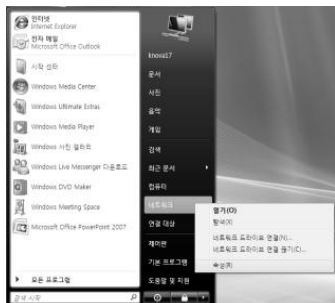 인터넷
Internet Explorer
전자 메일
Microsoft Office Outlook
시작 센터
Windows Media Center
Windows Ultimate Extras
Windows Media Player
Windows 사진 갤러리
Windows Live Messenger 다운로드
Windows DVD Maker
Windows Meeting Space
Microsoft Office PowerPoint 2007
모든 프로그램
검색 시작
knova17
문서
사진
음악
게임
검색
최근 문서
컴퓨터
네트워크
연결 대상
제어판
기본 프로그램
도움말 및 지원
열기(O)
탐색(X)
네트워크 드라이브 연결(N)...
네트워크 드라이브 연결 끊기(C)...
속성(R)